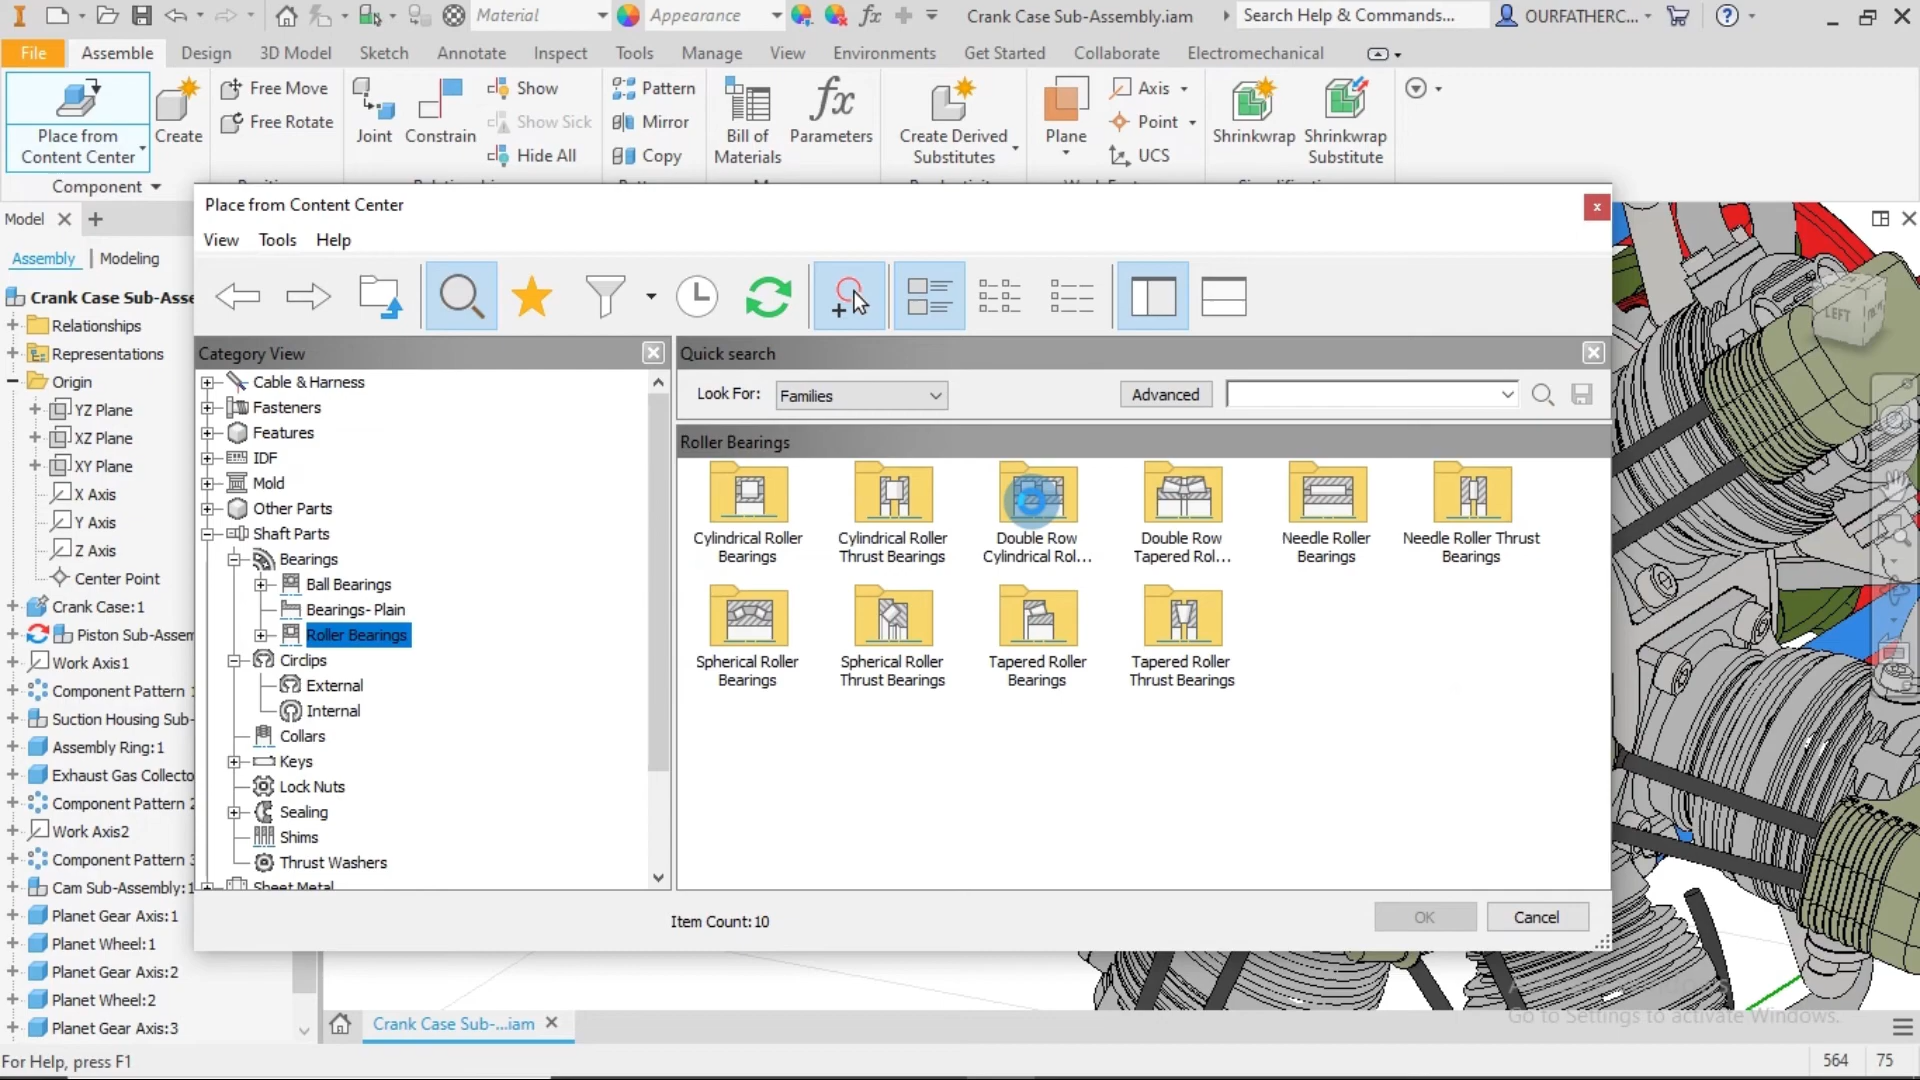 Material
Appearance
Crank Case Sub-Assembly.iam
Search Help & Commands...
OURFATHERC...
File
Assemble
Design
3D Model
Sketch
Annotate
Inspect
Tools
Manage
View
Environments
Get Started
Collaborate
Electromechanical
Place from
Content Center
Create
Free Move
Free Rotate
Joint
Constrain
Show
Show Sick
Hide All
Pattern
Mirror
Copy
Bill of
Materials
Parameters
Create Derived
Substitutes
Plane
Axis
Point
UCS
Shrinkwrap
Shrinkwrap
Substitute
Component
Model
Assembly
Modeling
Crank Case Sub-Asse
Relationships
Representations
Origin
YZ Plane
XZ Plane
XY Plane
X Axis
Y Axis
Z Axis
Center Point
Crank Case:1
Piston Sub-Assem
Work Axis1
Component Pattern 1
Suction Housing Sub-
Assembly Ring:1
Exhaust Gas Collecto
Component Pattern 2
Work Axis2
Component Pattern 3
Cam Sub-Assembly:1
Planet Gear Axis:1
Planet Wheel:1
Planet Gear Axis:2
Planet Wheel:2
Planet Gear Axis:3
Place from Content Center
View
Tools
Help
Category View
Cable & Harness
Fasteners
Features
IDF
Mold
Other Parts
Shaft Parts
Bearings
Ball Bearings
Bearings- Plain
Roller Bearings
Circlips
External
Internal
Collars
Keys
Lock Nuts
Sealing
Shims
Thrust Washers
Sheet Metal
Quick search
Look For:
Families
Advanced
Roller Bearings
Cylindrical Roller
Bearings
Cylindrical Roller
Thrust Bearings
Double Row
Cylindrical Rol...
Double Row
Tapered Rol...
Needle Roller
Bearings
Needle Roller Thrust
Bearings
Spherical Roller
Bearings
Spherical Roller
Thrust Bearings
Tapered Roller
Bearings
Tapered Roller
Thrust Bearings
Item Count:10
OK
Cancel
LEFT
Crank Case Sub-...iam
Go to Settings to activate Windows.
For Help, press F1
564
75